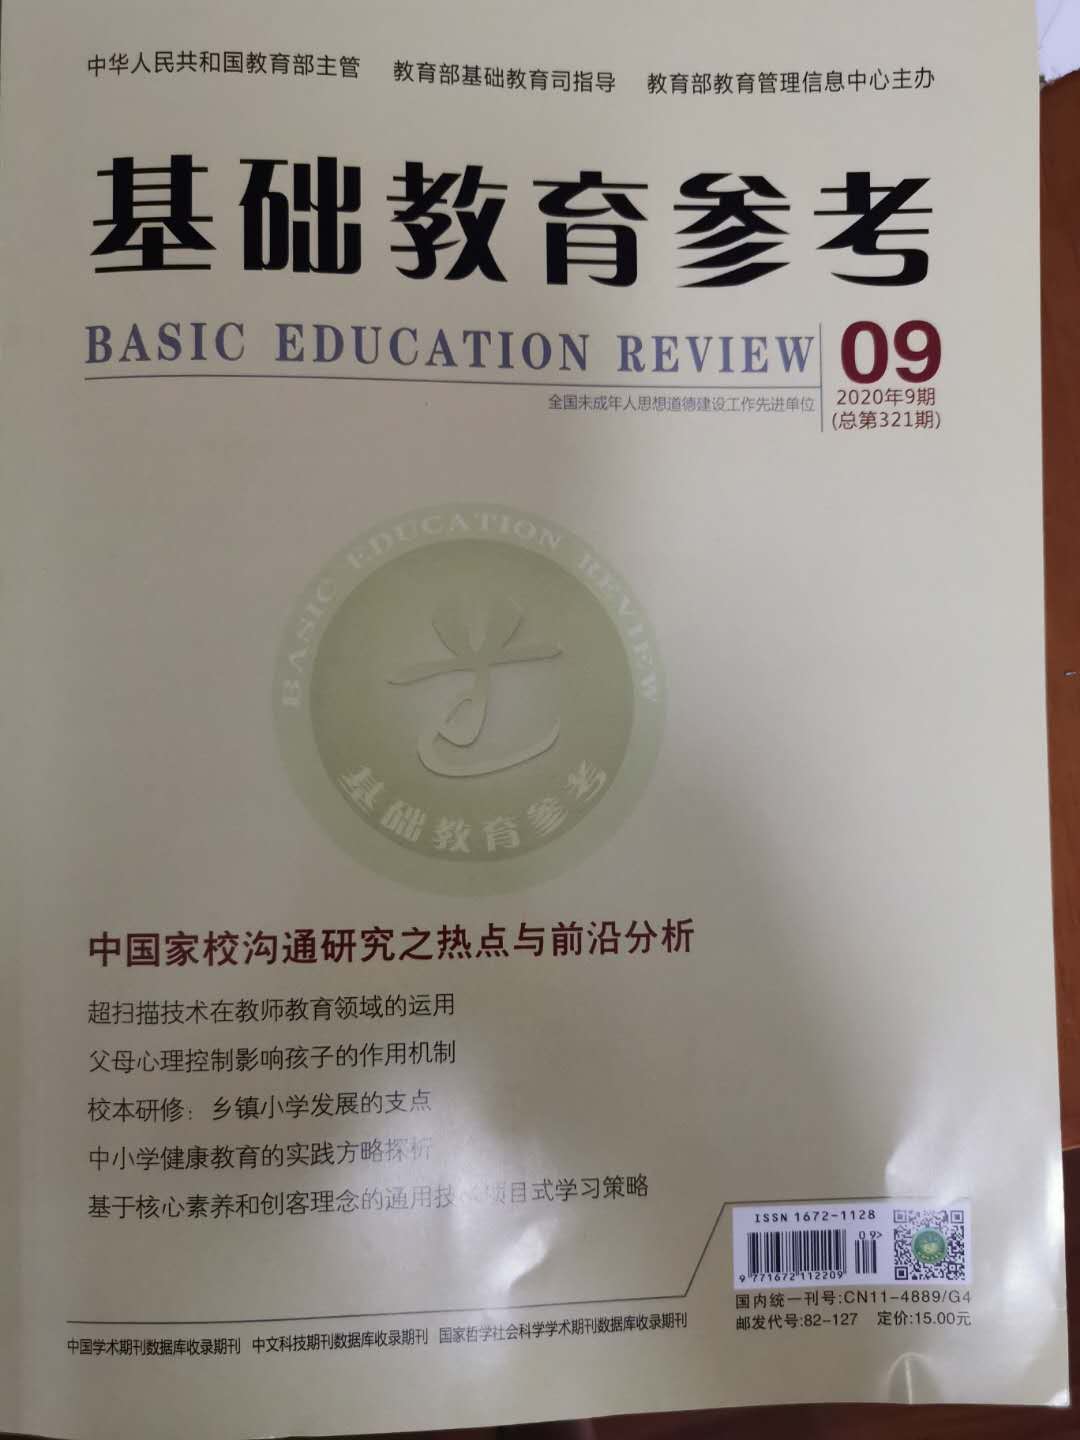 中华人民共和国教育部主管 教育部基础教育司指导 教育部教育管理信息中心主办
基础教育参考
BASIC EDUCATION REVIEW
09
2020年9期
(总第321期)
全国未成年人思想道德建设工作先进单位
BASIC EDUCATION REVIEW
基础教育参考
中国家校沟通研究之热点与前沿分析
超扫描技术在教师教育领域的运用
父母心理控制影响孩子的作用机制
校本研修：乡镇小学发展的支点
中小学健康教育的实践方略探析
基于核心素养和创客理念的通用技 项目式学习策略
ISSN 1672-1128
09>
9 771672 112209
国内统一刊号:CN11-4889/G4
邮发代号:82-127 定价:15.00元
中国学术期刊数据库收录期刊 中文科技期刊数据库收录期刊 国家哲学社会科学学术期刊数据库收录期刊